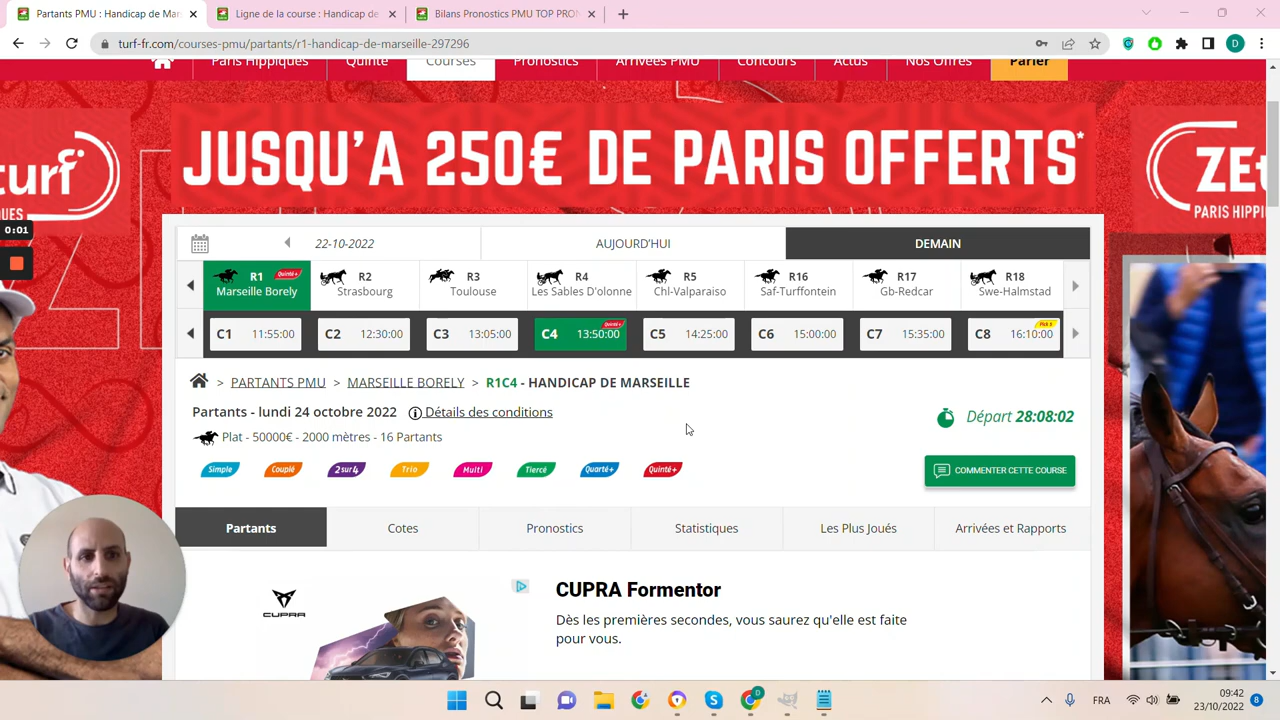 Partants PMU : Handicap de Mar
Ligne de la course : Handicap de
Bilans Pronostics PMU TOP PRON
turf-fr.com/courses-pmu/partants/r1-handicap-de-marseille-297296
D
Paris Hippiques
Quinté
Courses
Pronostics
Arrivées PMU
Concours
Actus
Nos Offres
Parier
JUSQU'A 250€ DE PARIS OFFERTS*
turf
QUES
ZEt
PARIS HIPPI
0:01
22-10-2022
AUJOURD'HUI
DEMAIN
R1 Quinté+
Marseille Borely
R2
Strasbourg
R3
Toulouse
R4
Les Sables D'olonne
R5
Chl-Valparaiso
R16
Saf-Turffontein
R17
Gb-Redcar
R18
Swe-Halmstad
C1 11:55:00
C2 12:30:00
C3 13:05:00
C4 13:50:00 Quinté+
C5 14:25:00
C6 15:00:00
C7 15:35:00
C8 16:10:00 Pick 5
> PARTANTS PMU > MARSEILLE BORELY > R1C4 - HANDICAP DE MARSEILLE
Partants - lundi 24 octobre 2022 Détails des conditions
Départ 28:08:02
Plat - 50000€ - 2000 mètres - 16 Partants
Simple
Couplé
2sur4
Trio
Multi
Tiercé
Quarté+
Quinté+
COMMENTER CETTE COURSE
Partants
Cotes
Pronostics
Statistiques
Les Plus Joués
Arrivées et Rapports
CUPRA
CUPRA Formentor
Dès les premières secondes, vous saurez qu'elle est faite
pour vous.
FRA
09:42
23/10/2022
8